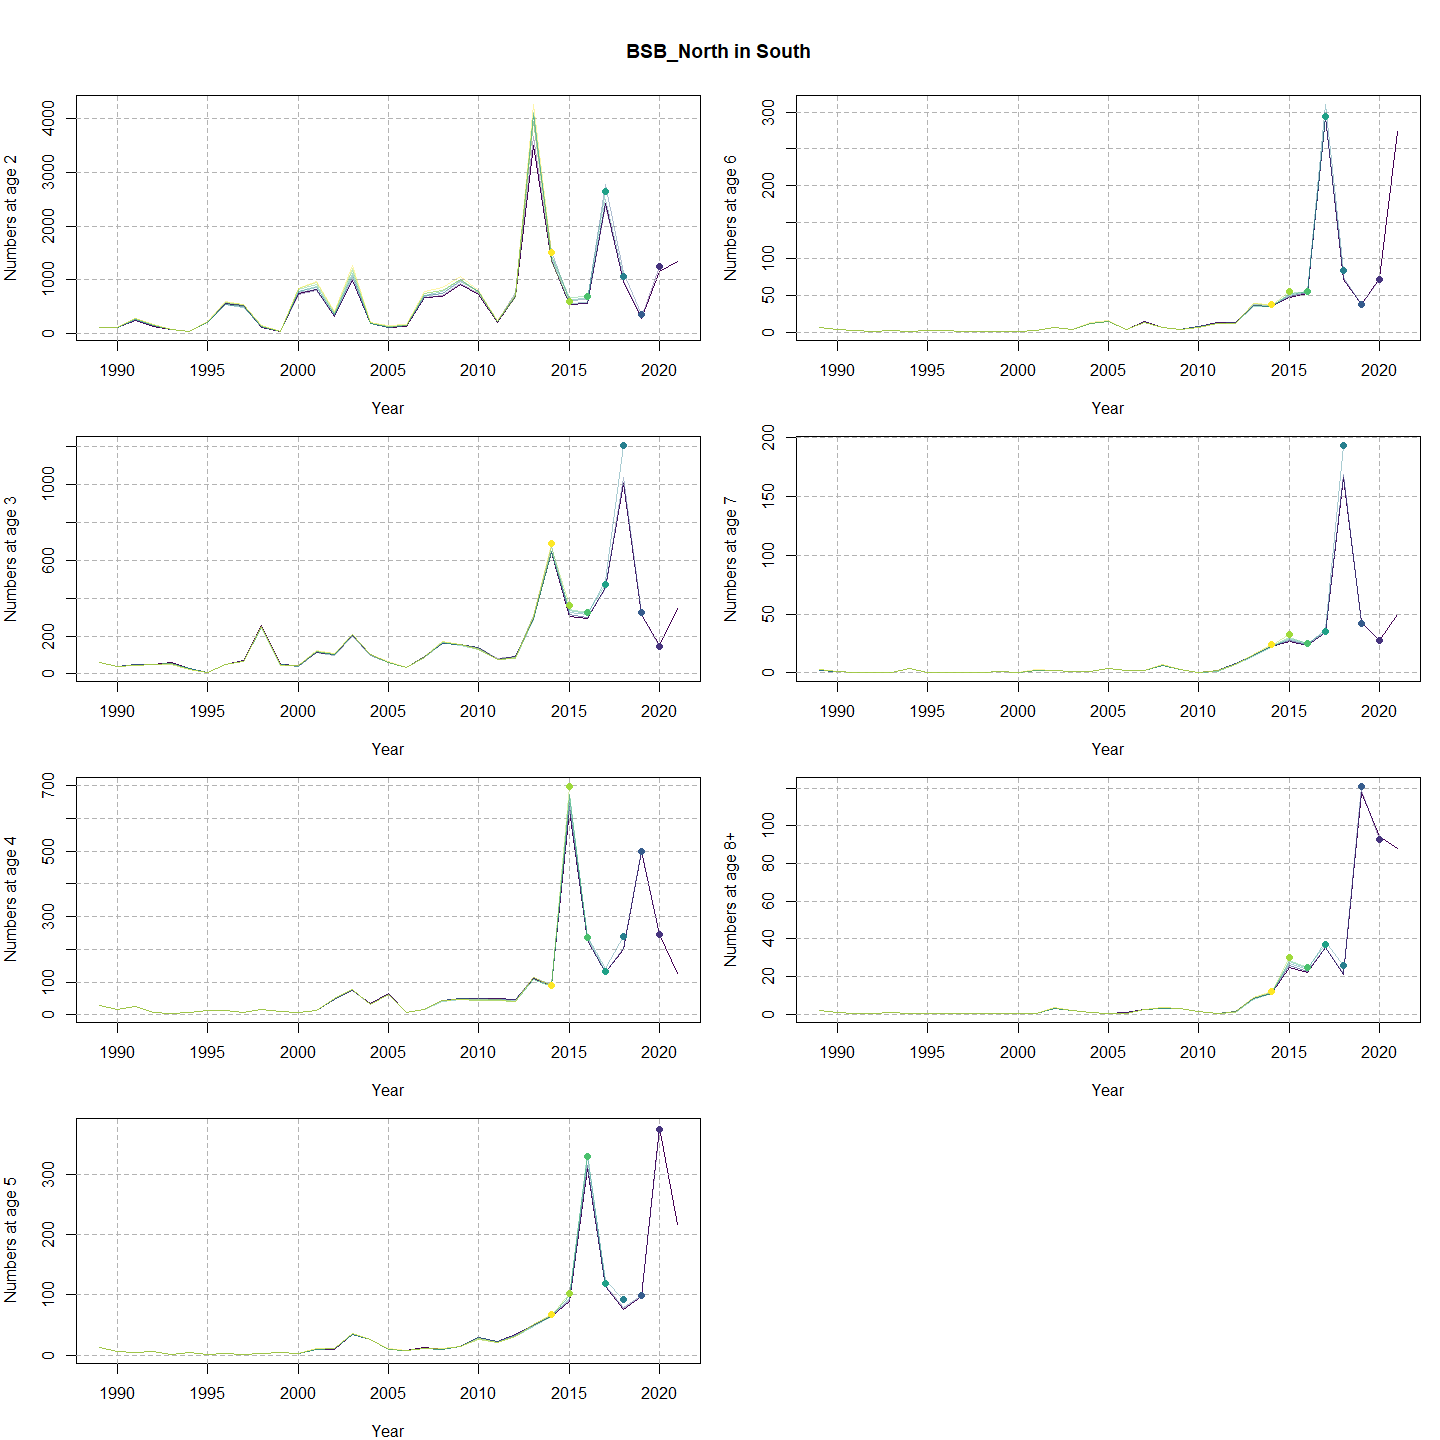 BSB_North in South
Numbers at age 2
0 1000 2000 3000 4000
1990 1995 2000 2005 2010 2015 2020
Year
Numbers at age 6
0 50 100 200 300
1990 1995 2000 2005 2010 2015 2020
Year
Numbers at age 3
0 200 600 1000
1990 1995 2000 2005 2010 2015 2020
Year
Numbers at age 7
0 50 100 150 200
1990 1995 2000 2005 2010 2015 2020
Year
Numbers at age 4
0 100 300 500 700
1990 1995 2000 2005 2010 2015 2020
Year
Numbers at age 8+
0 20 40 60 80 100
1990 1995 2000 2005 2010 2015 2020
Year
Numbers at age 5
0 100 200 300
1990 1995 2000 2005 2010 2015 2020
Year